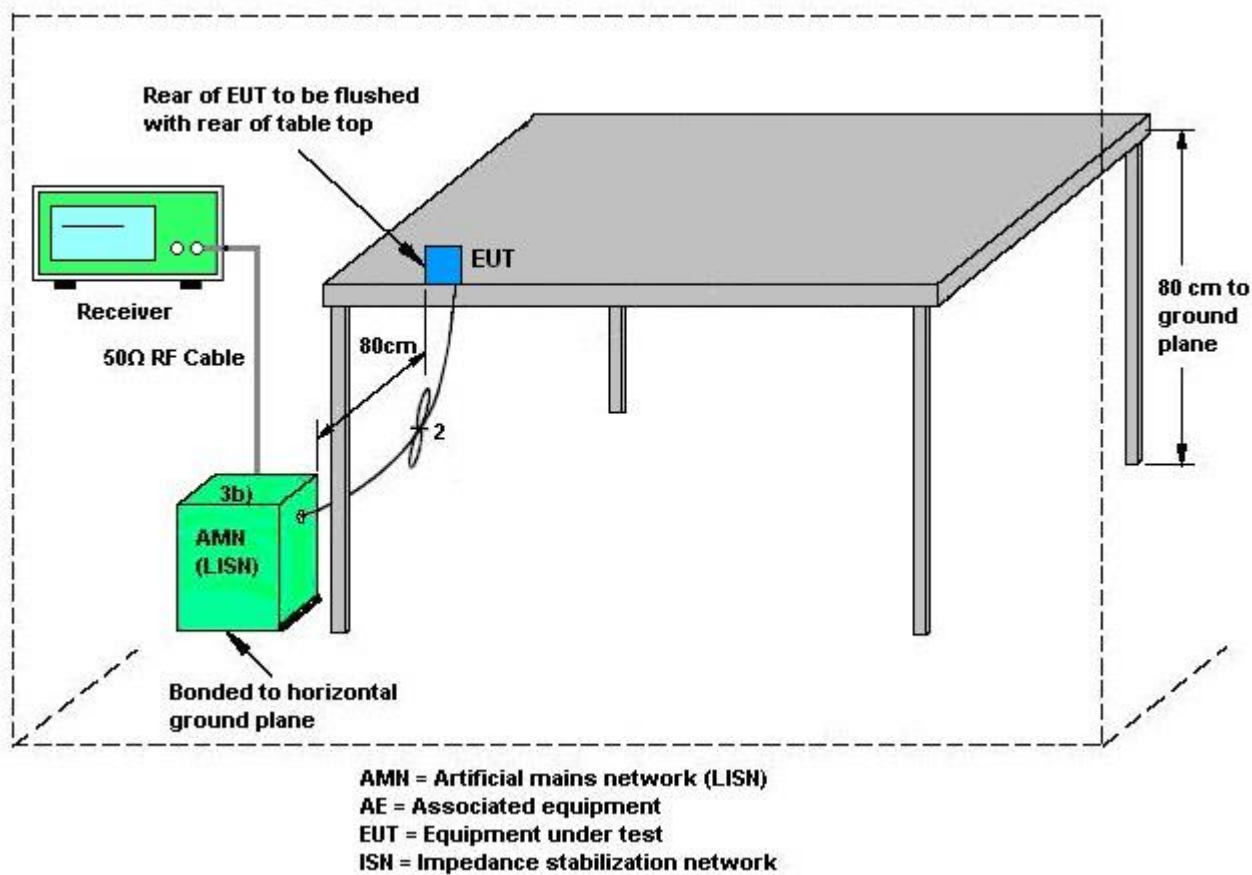 Rear of EUT to be flushed
with rear of table top
EUT
Receiver
50Ω RF Cable
80cm
80 cm to
ground
plane
2
3b)
AMN
(LISN)
Bonded to horizontal
ground plane
AMN = Artificial mains network (LISN)
AE = Associated equipment
EUT = Equipment under test
ISN = Impedance stabilization network